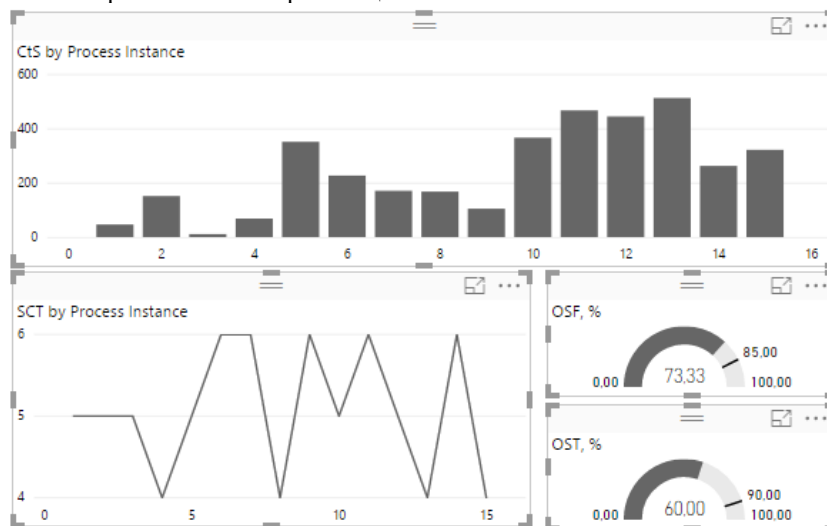 CtS by Process Instance
600
400
200
0
0 2 4 6 8 10 12 14 16
SCT by Process Instance
6
5
4
0 5 10 15
OSF, %
85,00
0,00 73,33 100,00
OST, %
90,00
0,00 60,00 100,00